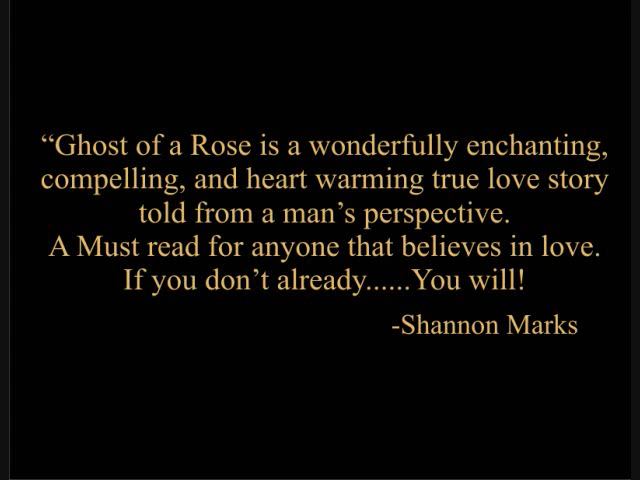 “Ghost of a Rose is a wonderfully enchanting,
compelling, and heart warming true love story
told from a man’s perspective.
A Must read for anyone that believes in love.
If you don’t already......You will!
-Shannon Marks